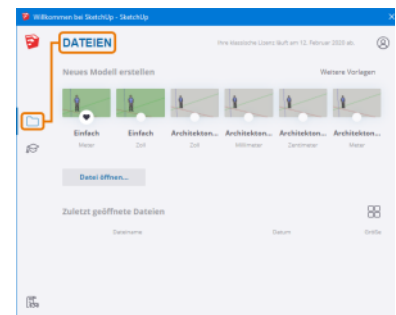 Willkommen bei SketchUp - SketchUp
DATEIEN
Ihre klassische Lizenz läuft am 12. Februar 2020 ab.
Neues Modell erstellen
Weitere Vorlagen
Einfach Einfach Architekten... Architekten... Architekten... Architekten...
Meter Zoll Zoll Millimeter Zentimeter Meter
Datei öffnen...
Zuletzt geöffnete Dateien
Dateiname Datum Größe